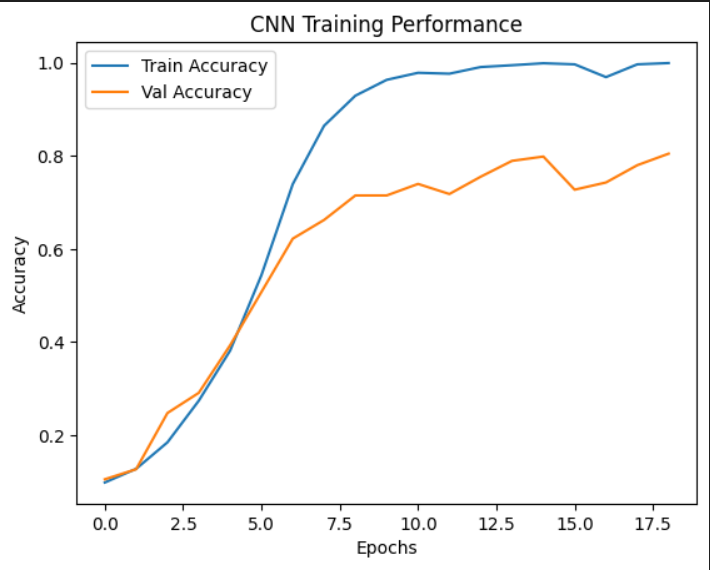 CNN Training Performance
Train Accuracy
Val Accuracy
1.0
0.8
0.6
0.4
0.2
Accuracy
0.0 2.5 5.0 7.5 10.0 12.5 15.0 17.5
Epochs